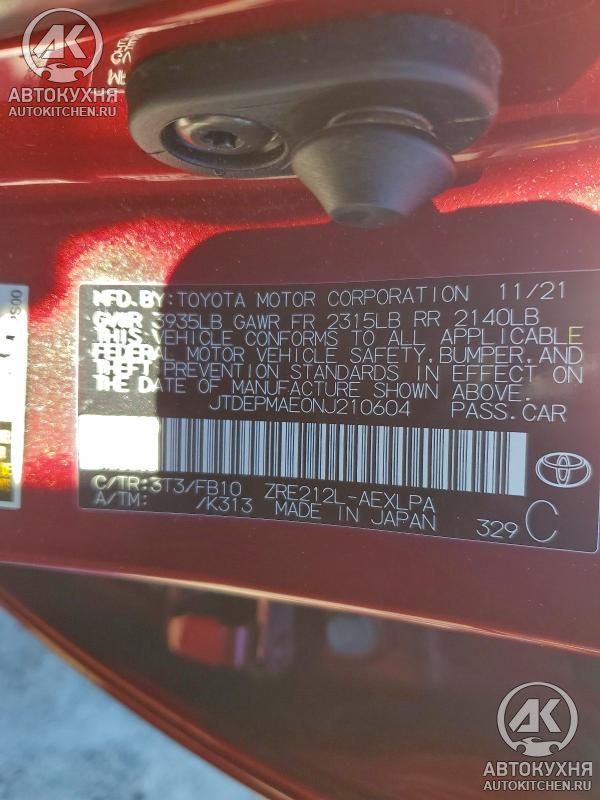 АВТОКУХНЯ
AUTOKITCHEN.RU
MFD. BY: TOYOTA MOTOR CORPORATION 11/21
GVWR 3935LB GAWR FR 2315LB RR 2140LB
THIS VEHICLE CONFORMS TO ALL APPLICABLE
FEDERAL MOTOR VEHICLE SAFETY, BUMPER, AND
THEFT PREVENTION STANDARDS IN EFFECT ON
THE DATE OF MANUFACTURE SHOWN ABOVE.
JTDEPMAE0NJ210604 PASS. CAR
C/TR: 3T3/FB10 ZRE212L-AEXLPA
A/TM: /K313 MADE IN JAPAN 329 C
АВТОКУХНЯ
AUTOKITCHEN.RU